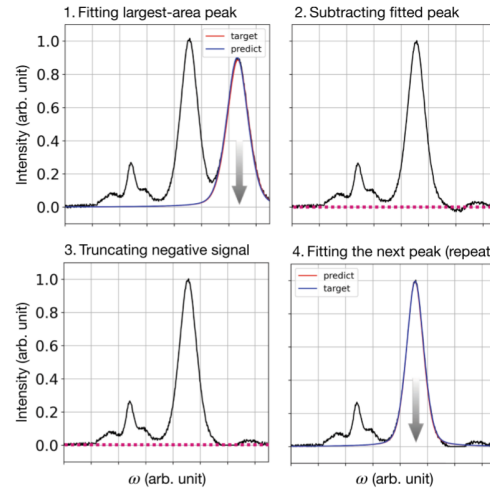 1. Fitting largest-area peak
2. Subtracting fitted peak
target
predict
Intensity (arb. unit)
1.0
0.8
0.6
0.4
0.2
0.0
3. Truncating negative signal
4. Fitting the next peak (repeat
predict
target
Intensity (arb. unit)
1.0
0.8
0.6
0.4
0.2
0.0
ω (arb. unit)
ω (arb. unit)